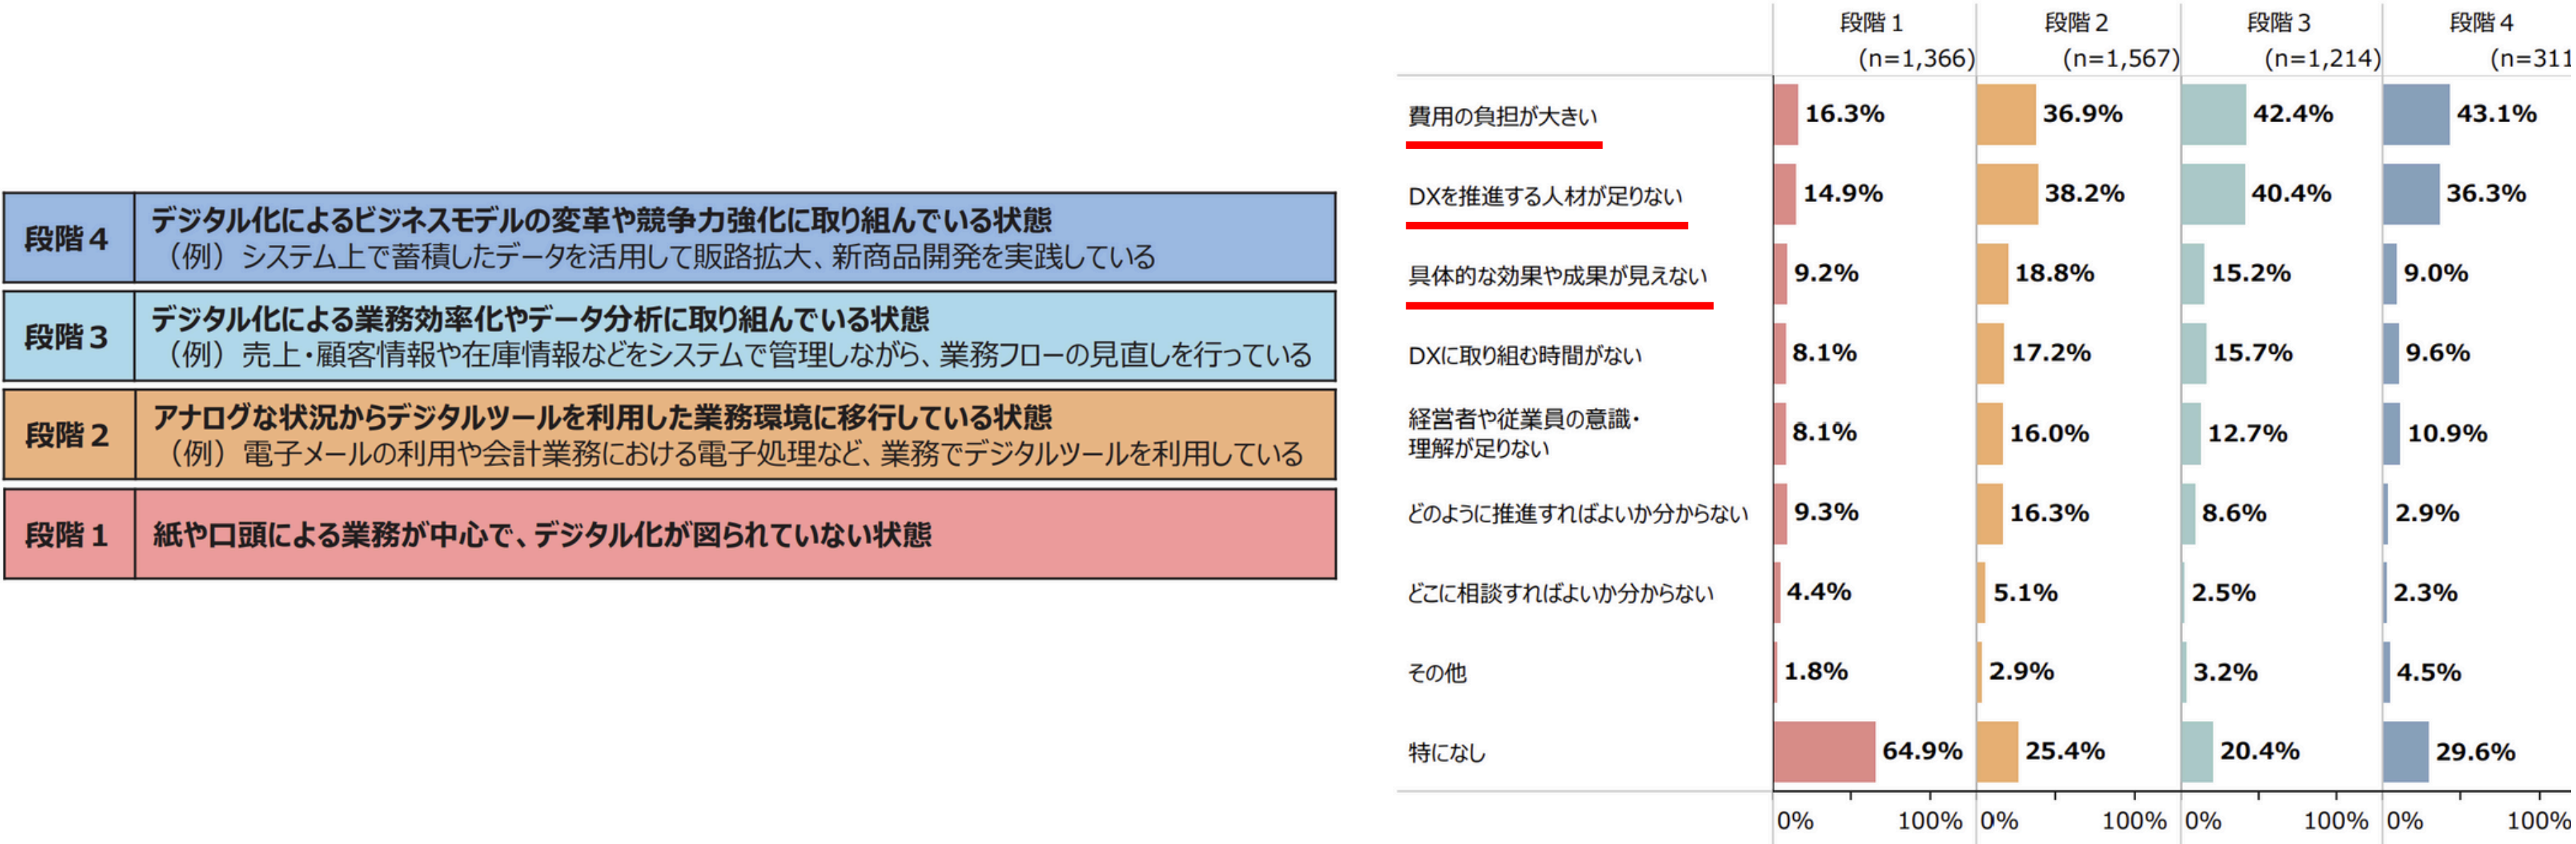 段階4
デジタル化によるビジネスモデルの変革や競争力強化に取り組んでいる状態
（例）システム上で蓄積したデータを活用して販路拡大、新商品開発を実践している
段階3
デジタル化による業務効率化やデータ分析に取り組んでいる状態
（例）売上・顧客情報や在庫情報などをシステムで管理しながら、業務フローの見直しを行っている
段階2
アナログな状況からデジタルツールを利用した業務環境に移行している状態
（例）電子メールの利用や会計業務における電子処理など、業務でデジタルツールを利用している
段階1
紙や口頭による業務が中心で、デジタル化が図られていない状態
段階1 段階2 段階3 段階4
(n=1,366) (n=1,567) (n=1,214) (n=311
費用の負担が大きい 16.3% 36.9% 42.4% 43.1%
DXを推進する人材が足りない 14.9% 38.2% 40.4% 36.3%
具体的な効果や成果が見えない 9.2% 18.8% 15.2% 9.0%
DXに取り組む時間がない 8.1% 17.2% 15.7% 9.6%
経営者や従業員の意識・
理解が足りない 8.1% 16.0% 12.7% 10.9%
どのように推進すればよいか分からない 9.3% 16.3% 8.6% 2.9%
どこに相談すればよいか分からない 4.4% 5.1% 2.5% 2.3%
その他 1.8% 2.9% 3.2% 4.5%
特になし 64.9% 25.4% 20.4% 29.6%
0% 100% 0% 100% 0% 100% 0% 100%